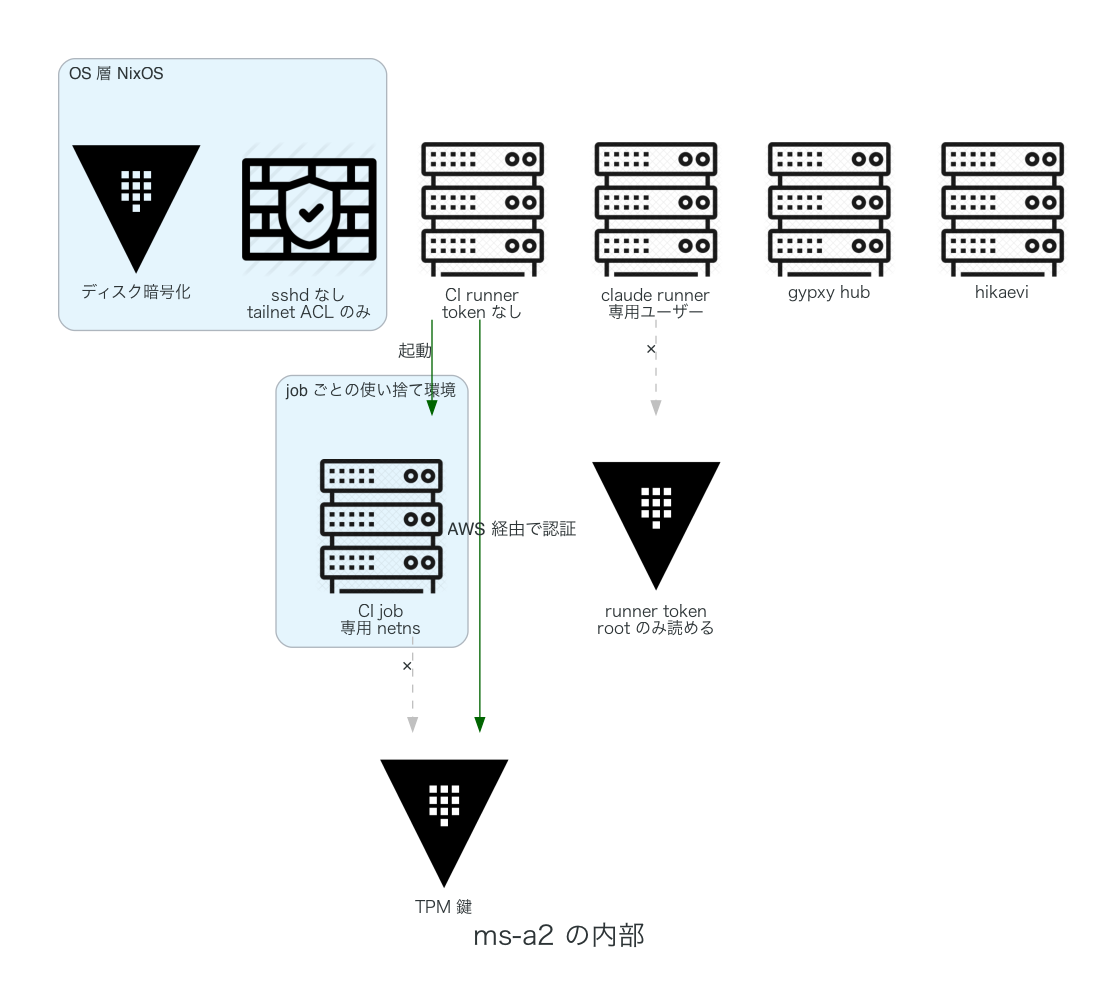 OS 層 NixOS
ディスク暗号化
sshd なし
tailnet ACL のみ
CI runner
token なし
claude runner
専用ユーザー
gypxy hub
hikaevi
起動
×
job ごとの使い捨て環境
AWS 経由で認証
CI job
専用 netns
runner token
root のみ読める
×
TPM 鍵
ms-a2 の内部